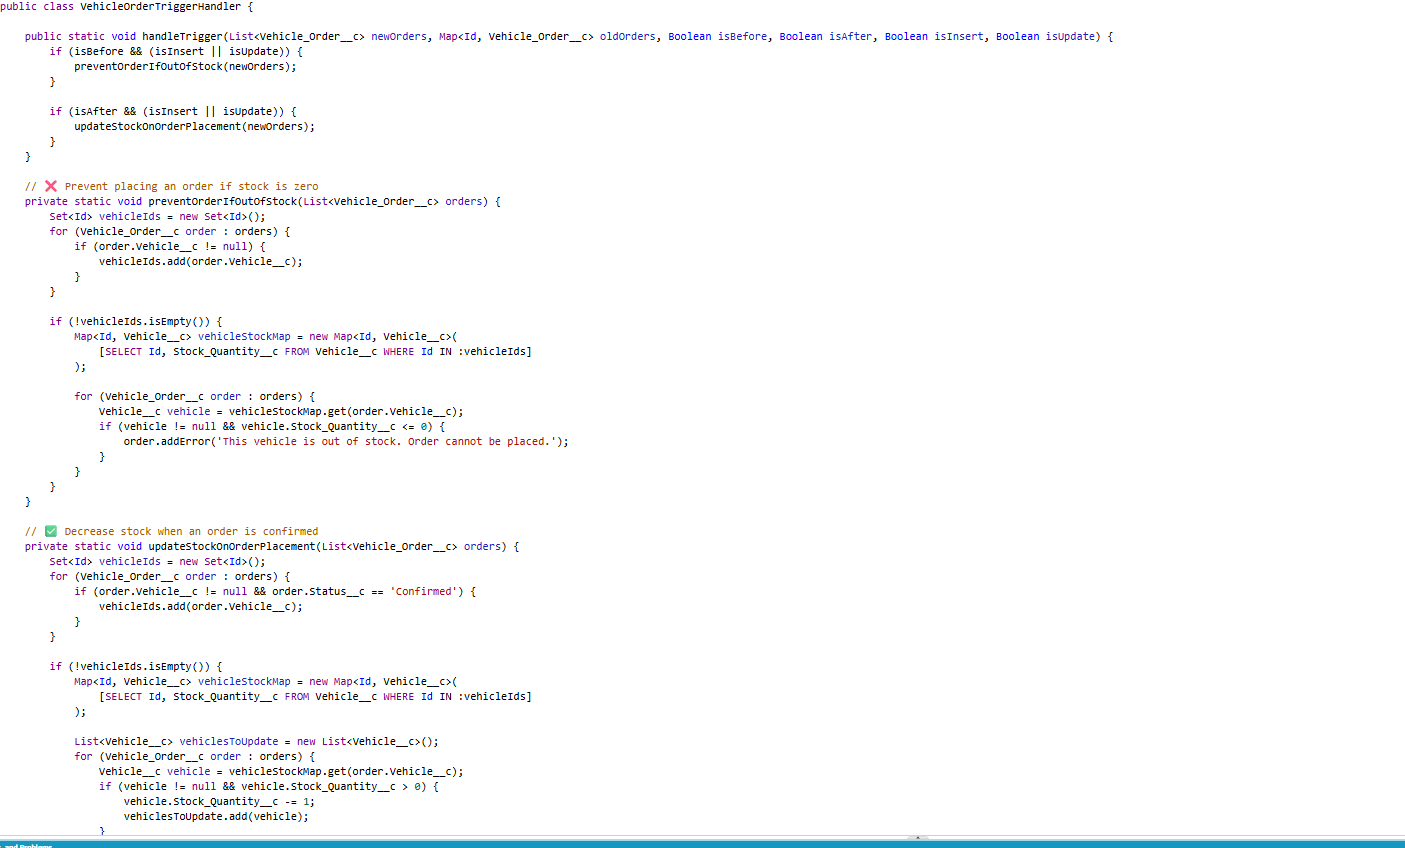 public class VehicleOrderTriggerHandler {
public static void handleTrigger(List<Vehicle_Order__c> newOrders, Map<Id, Vehicle_Order__c> oldOrders, Boolean isBefore, Boolean isAfter, Boolean isInsert, Boolean isUpdate) {
if (isBefore && (isInsert || isUpdate)) {
preventOrderIfOutOfStock(newOrders);
}
if (isAfter && (isInsert || isUpdate)) {
updateStockOnOrderPlacement(newOrders);
}
}
// ❌ Prevent placing an order if stock is zero
private static void preventOrderIfOutOfStock(List<Vehicle_Order__c> orders) {
Set<Id> vehicleIds = new Set<Id>();
for (Vehicle_Order__c order : orders) {
if (order.Vehicle__c != null) {
vehicleIds.add(order.Vehicle__c);
}
}
if (!vehicleIds.isEmpty()) {
Map<Id, Vehicle__c> vehicleStockMap = new Map<Id, Vehicle__c>(
[SELECT Id, Stock_Quantity__c FROM Vehicle__c WHERE Id IN :vehicleIds]
);
for (Vehicle_Order__c order : orders) {
Vehicle__c vehicle = vehicleStockMap.get(order.Vehicle__c);
if (vehicle != null && vehicle.Stock_Quantity__c <= 0) {
order.addError('This vehicle is out of stock. Order cannot be placed.');
}
}
}
}
// ✅ Decrease stock when an order is confirmed
private static void updateStockOnOrderPlacement(List<Vehicle_Order__c> orders) {
Set<Id> vehicleIds = new Set<Id>();
for (Vehicle_Order__c order : orders) {
if (order.Vehicle__c != null && order.Status__c == 'Confirmed') {
vehicleIds.add(order.Vehicle__c);
}
}
if (!vehicleIds.isEmpty()) {
Map<Id, Vehicle__c> vehicleStockMap = new Map<Id, Vehicle__c>(
[SELECT Id, Stock_Quantity__c FROM Vehicle__c WHERE Id IN :vehicleIds]
);
List<Vehicle__c> vehiclesToUpdate = new List<Vehicle__c>();
for (Vehicle_Order__c order : orders) {
Vehicle__c vehicle = vehicleStockMap.get(order.Vehicle__c);
if (vehicle != null && vehicle.Stock_Quantity__c > 0) {
vehicle.Stock_Quantity__c -= 1;
vehiclesToUpdate.add(vehicle);
}
and Problems